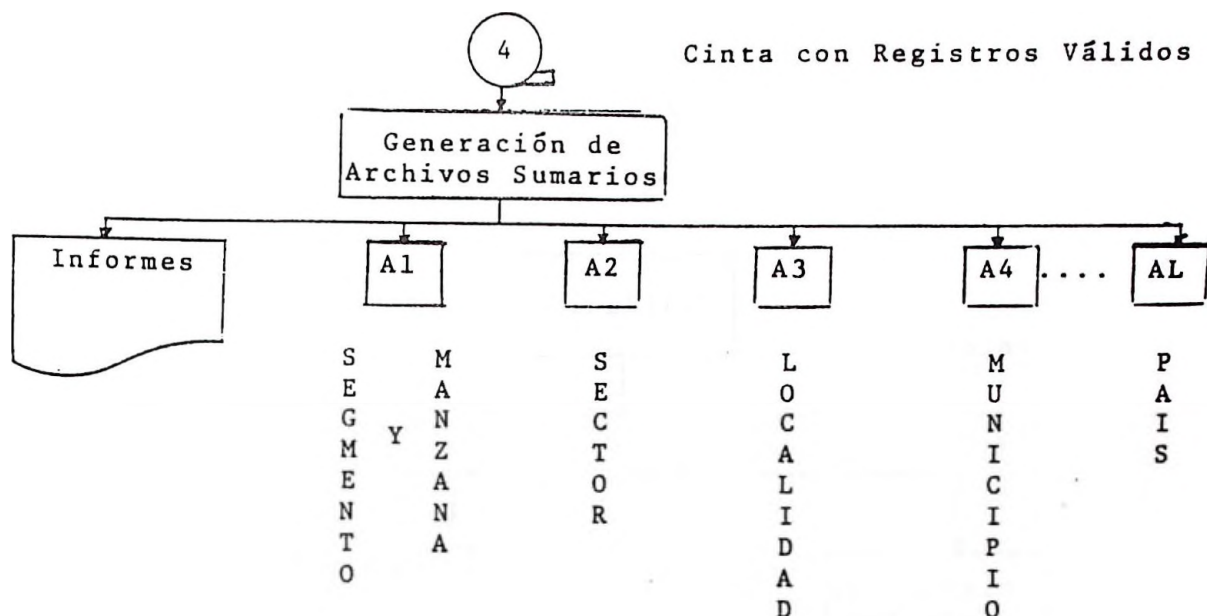 4
Cinta con Registros Válidos
Generación de
Archivos Sumarios
Informes
A1
A2
A3
A4
....
AL
SEGMENTO
Y
MANZANA
SECTOR
LOCALIDAD
MUNICIPIO
PAIS